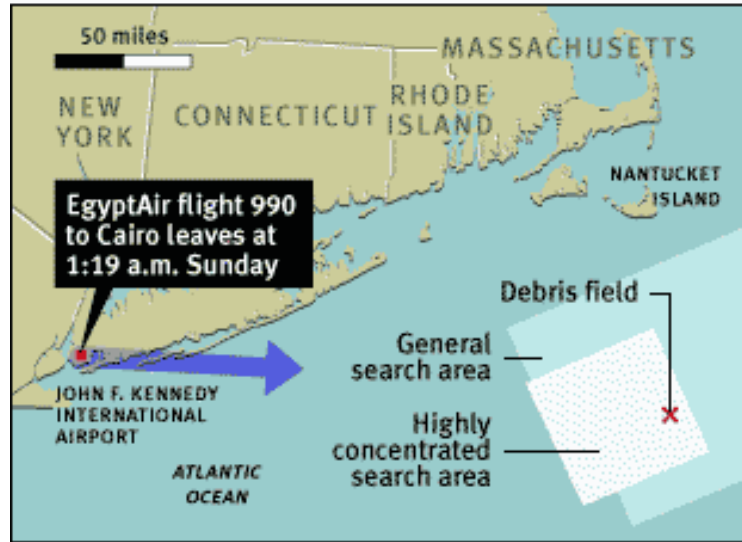 50 miles
MASSACHUSETTS
NEW
YORK
CONNECTICUT
RHODE
ISLAND
NANTUCKET
ISLAND
EgyptAir flight 990
to Cairo leaves at
1:19 a.m. Sunday
Debris field
General
search area
JOHN F. KENNEDY
INTERNATIONAL
AIRPORT
Highly
concentrated
search area
ATLANTIC
OCEAN